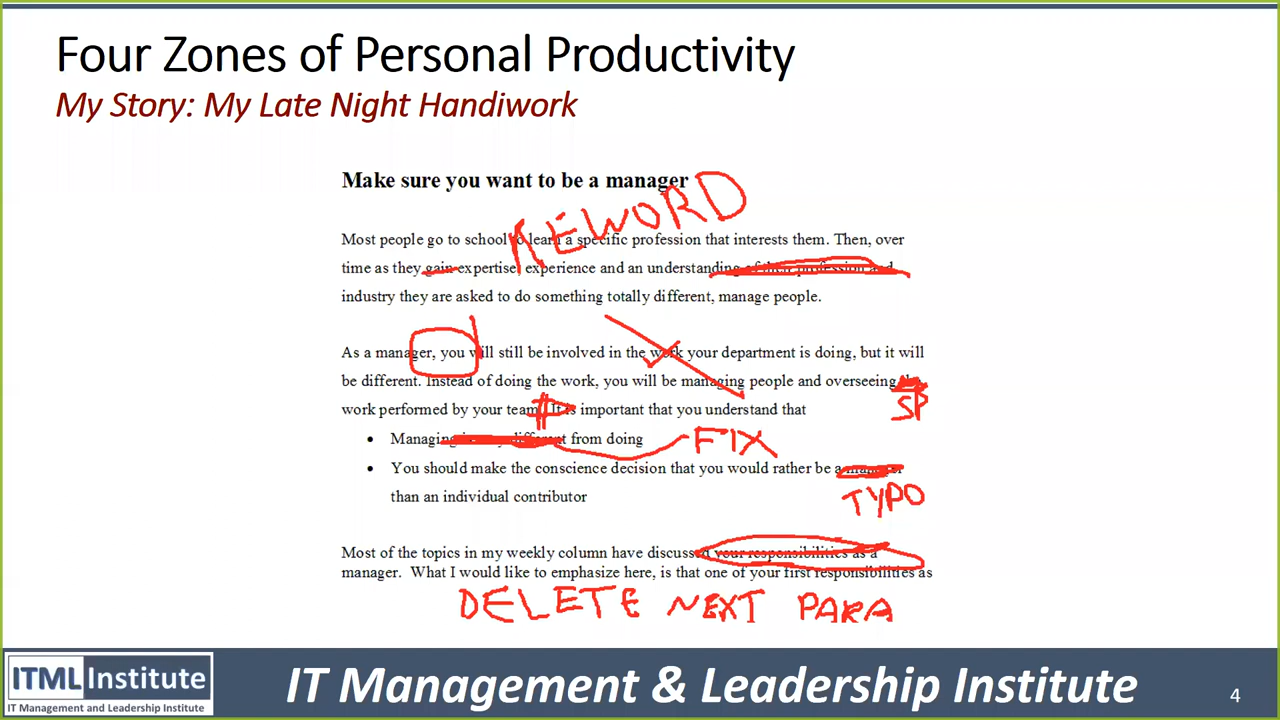 Four Zones of Personal Productivity
My Story: My Late Night Handiwork
Make sure you want to be a manager
REWORD
Most people go to school to learn a specific profession that interests them. Then, over
time as they gain expertise, experience and an understanding of their profession and
industry they are asked to do something totally different, manage people.
As a manager, you will still be involved in the work your department is doing, but it will
be different. Instead of doing the work, you will be managing people and overseeing the
SP
work performed by your team. It is important that you understand that
• Managing is very different from doing
FIX
• You should make the conscience decision that you would rather be a manager
TYPO
than an individual contributor
Most of the topics in my weekly column have discussed your responsibilities as a
manager. What I would like to emphasize here, is that one of your first responsibilities as
DELETE NEXT PARA
ITML Institute
IT Management and Leadership Institute
IT Management & Leadership Institute
4